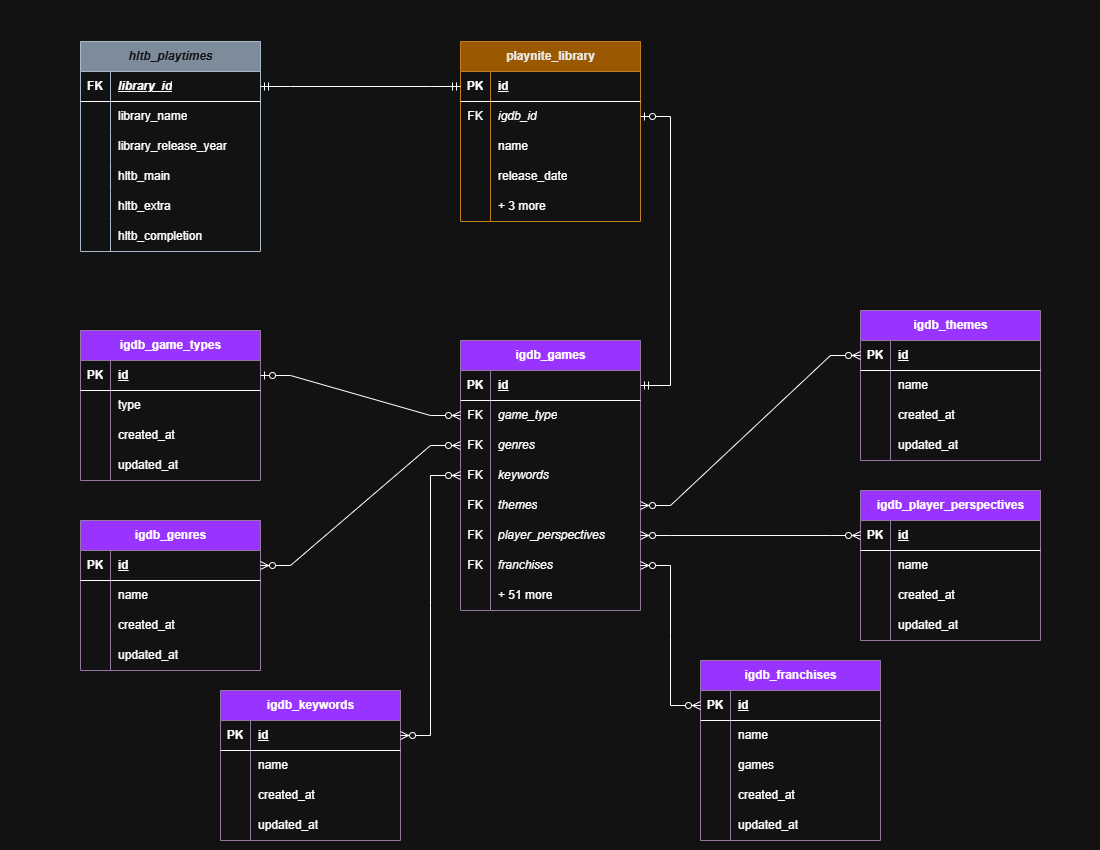 hltb_playtimes
FK library_id
library_name
library_release_year
hltb_main
hltb_extra
hltb_completion
playnite_library
PK id
FK igdb_id
name
release_date
+ 3 more
igdb_game_types
PK id
type
created_at
updated_at
igdb_games
PK id
FK game_type
FK genres
FK keywords
FK themes
FK player_perspectives
FK franchises
+ 51 more
igdb_themes
PK id
name
created_at
updated_at
igdb_genres
PK id
name
created_at
updated_at
igdb_player_perspectives
PK id
name
created_at
updated_at
igdb_keywords
PK id
name
created_at
updated_at
igdb_franchises
PK id
name
games
created_at
updated_at